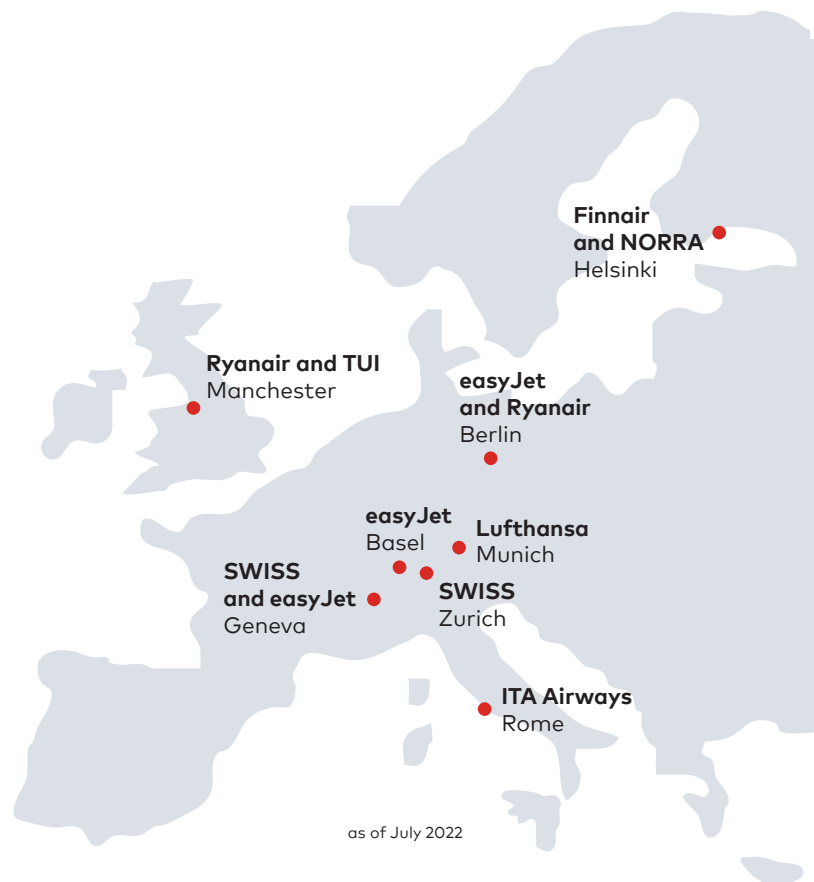 Finnair
and NORRA
Helsinki
Ryanair and TUI
Manchester
easyJet
and Ryanair
Berlin
easyJet
Basel
Lufthansa
Munich
SWISS
and easyJet
Geneva
SWISS
Zurich
ITA Airways
Rome
as of July 2022